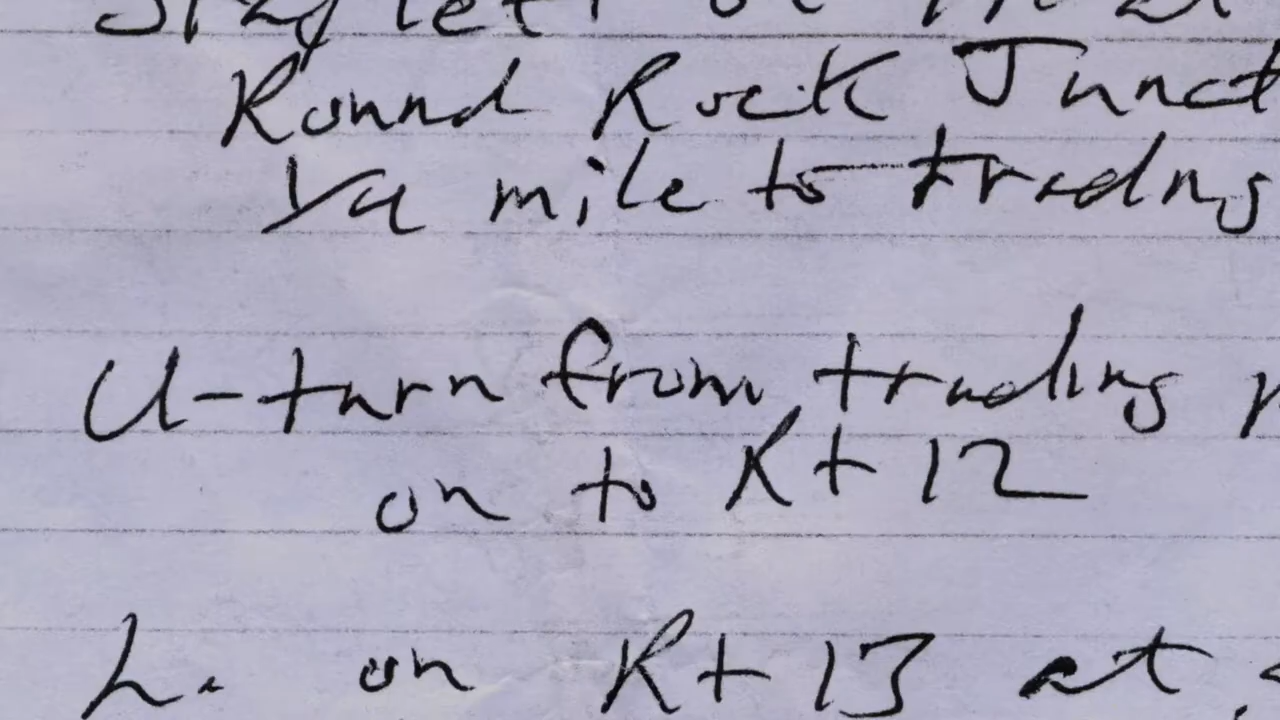 Round Rock Junct
1/4 mile to trading
U-turn from trading
on to Rt 12
L. on Rt 13 at